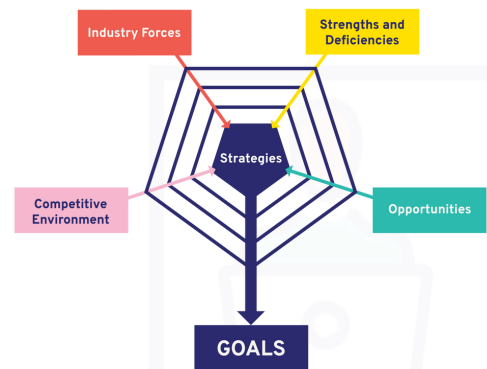 Industry Forces
Strengths and
Deficiencies
Strategies
Competitive
Environment
Opportunities
GOALS